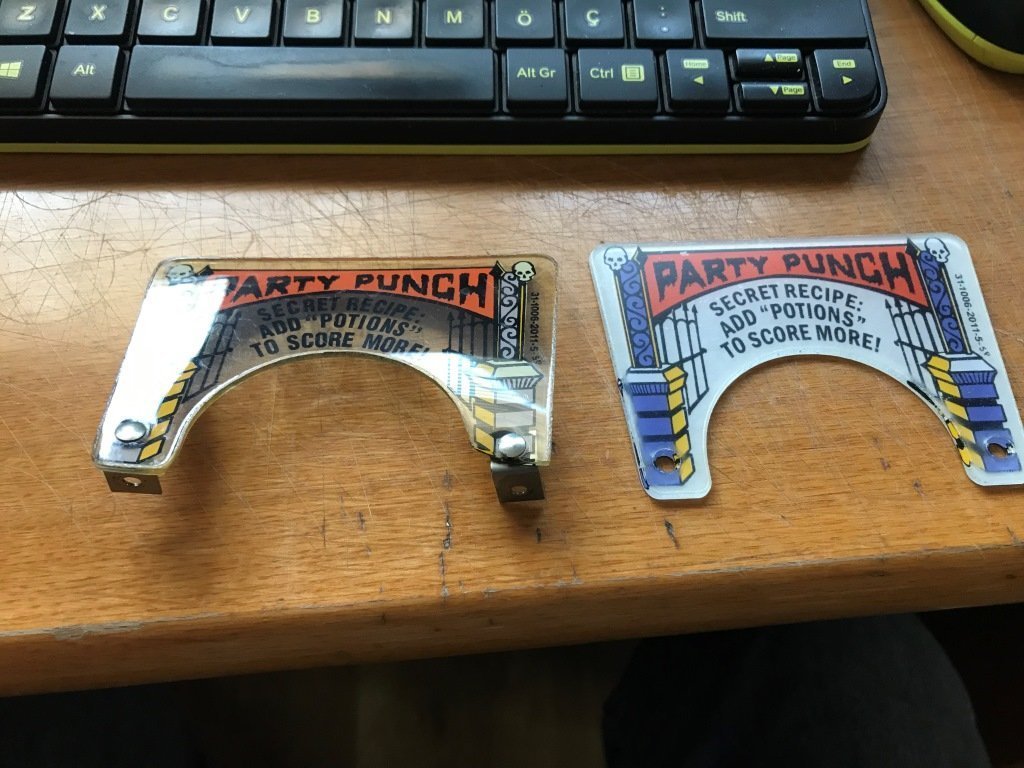 Z X C V B N M Ö Ç : . Shift
Alt Alt Gr Ctrl Home Page End
Page
PARTY PUNCH
SECRET RECIPE:
ADD "POTIONS"
TO SCORE MORE!
31-1006-2011-5
PARTY PUNCH
SECRET RECIPE:
ADD "POTIONS"
TO SCORE MORE!
31-1006-2011-5